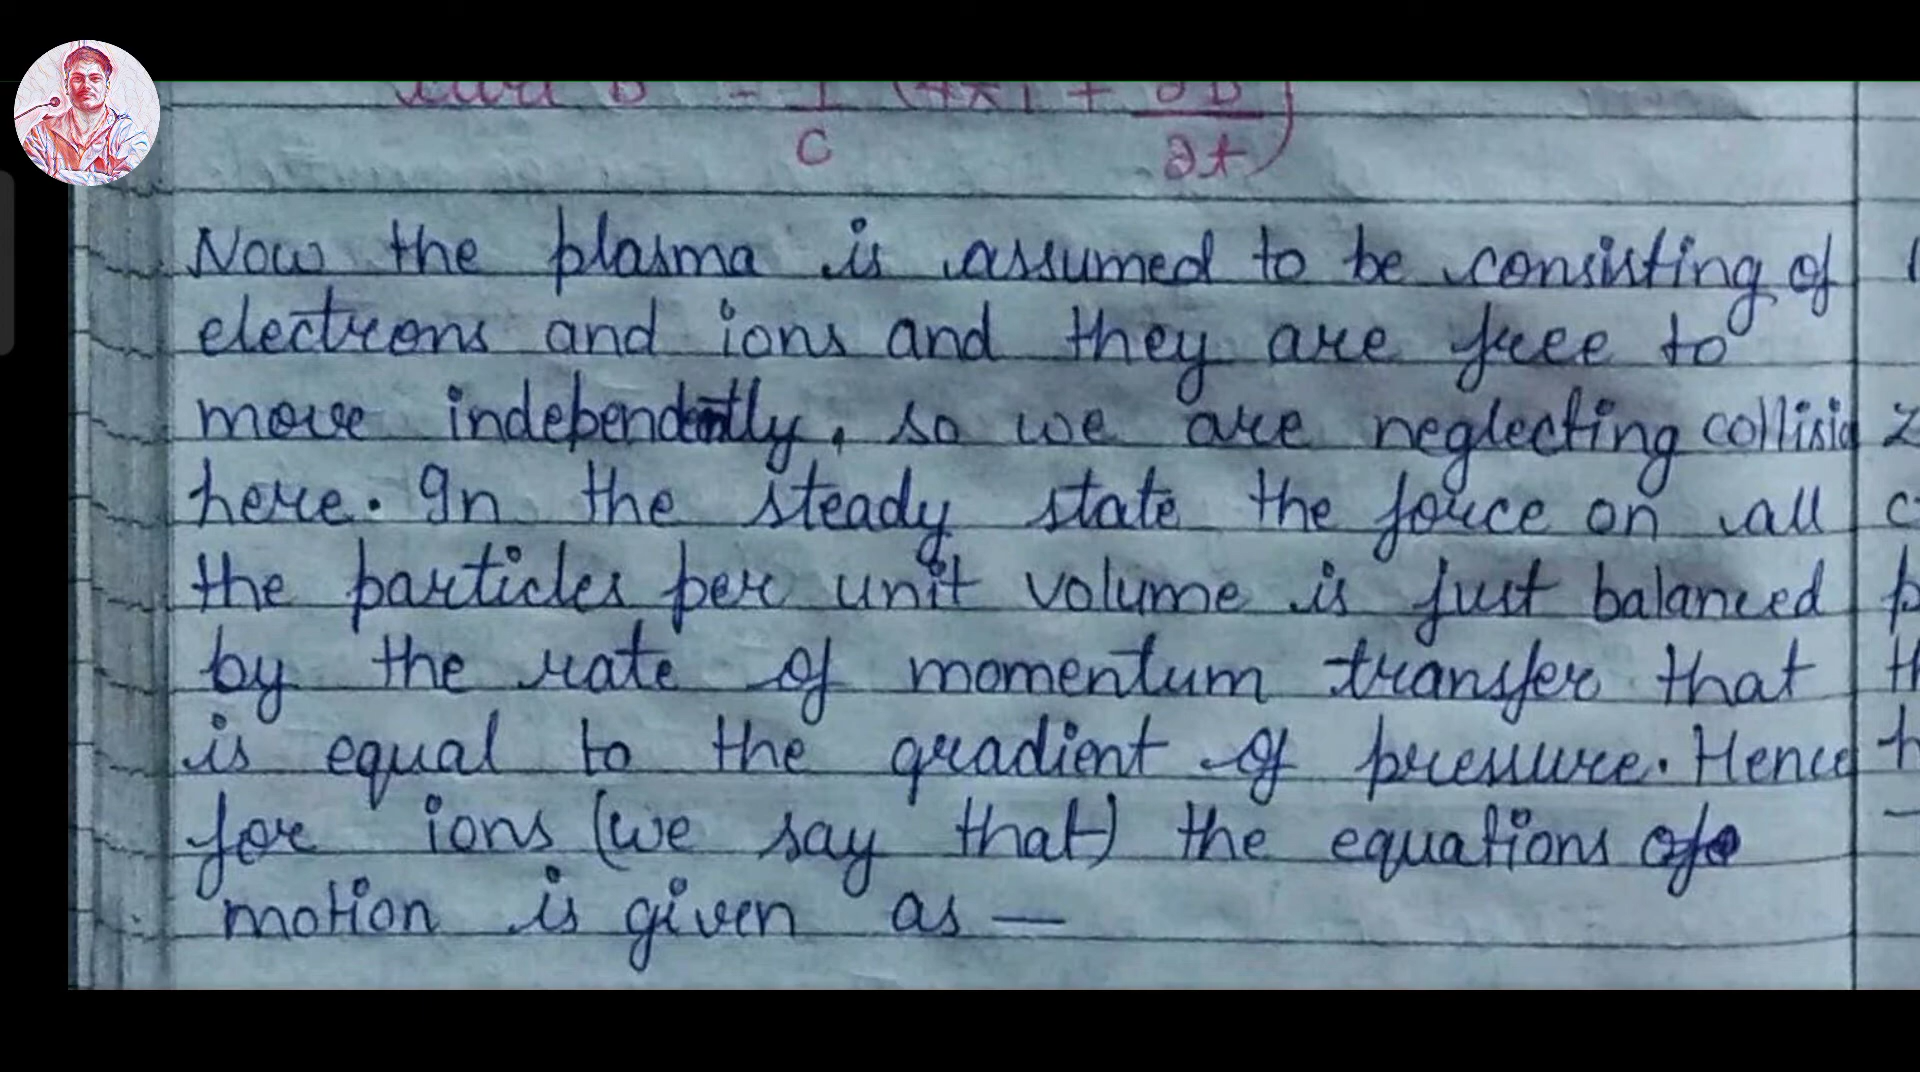 C
∂t)
Now the plasma is assumed to be consisting of
electrons and ions and they are free to
move independently, so we are neglecting
here. In the steady state the force on all
the particles per unit volume is just balanced
by the rate of momentum transfer that
is equal to the gradient of pressure. Hence
for ions (we say that) the equations of
motion is given as —